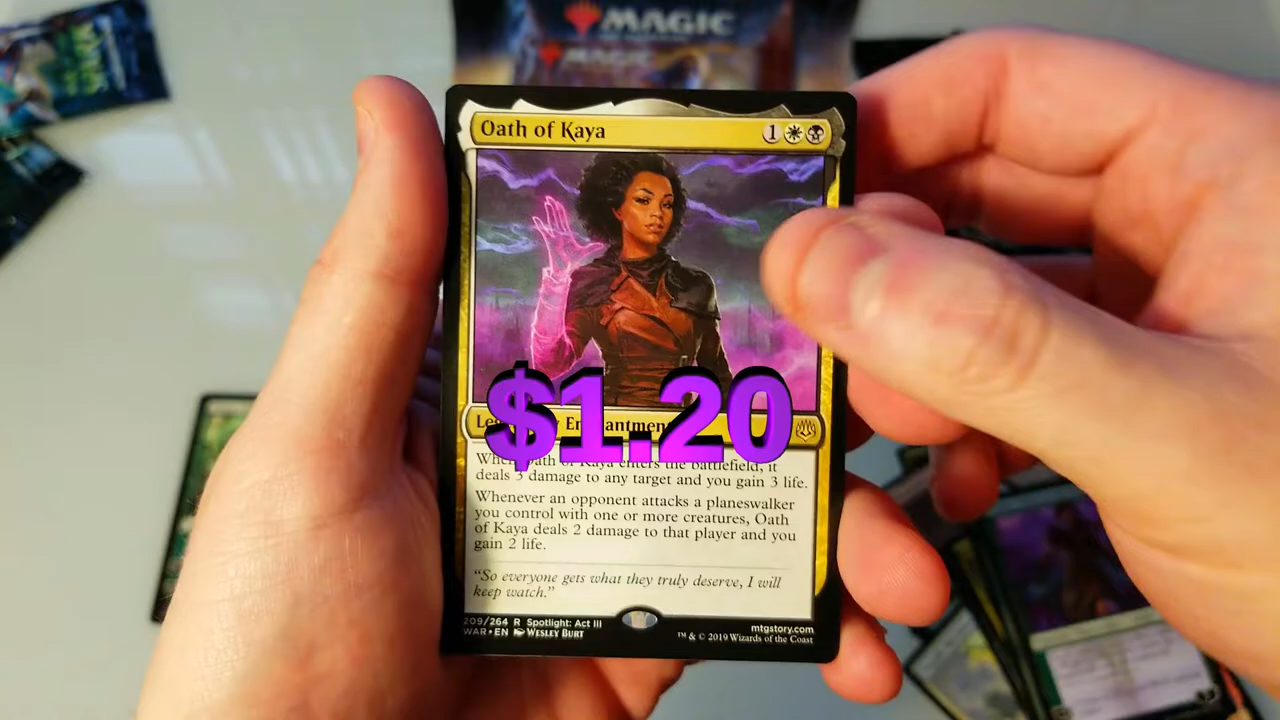 MAGIC
MAGIC
Oath of Kaya 1
$1.20
Enchantment
When Oath of Kaya enters the battlefield, it
deals 3 damage to any target and you gain 3 life.
Whenever an opponent attacks a planeswalker
you control with one or more creatures, Oath
of Kaya deals 2 damage to that player and you
gain 2 life.
“So everyone gets what they truly deserve, I will
keep watch.”
209/264 R Spotlight: Act III
WAR • EN WESLEY BURT
mtgstory.com
™ & © 2019 Wizards of the Coast